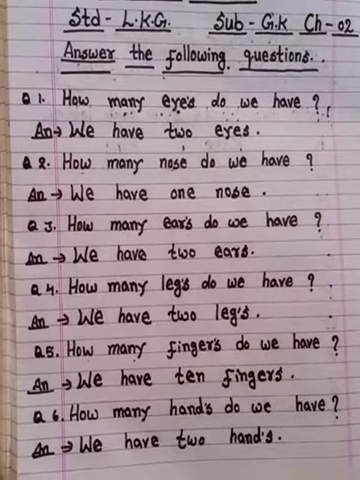 Std - L.K.G. Sub - G.K Ch - 02
Answer the following questions.
Q 1. How many eye's do we have ?
An → We have two eyes.
Q 2. How many nose do we have ?
An → We have one nose.
Q 3. How many ear's do we have ?
An → We have two ears.
Q 4. How many leg's do we have ?
An → We have two leg's.
Q5. How many finger's do we have ?
An → We have ten fingers.
Q 6. How many hand's do we have ?
An → We have two hand's.